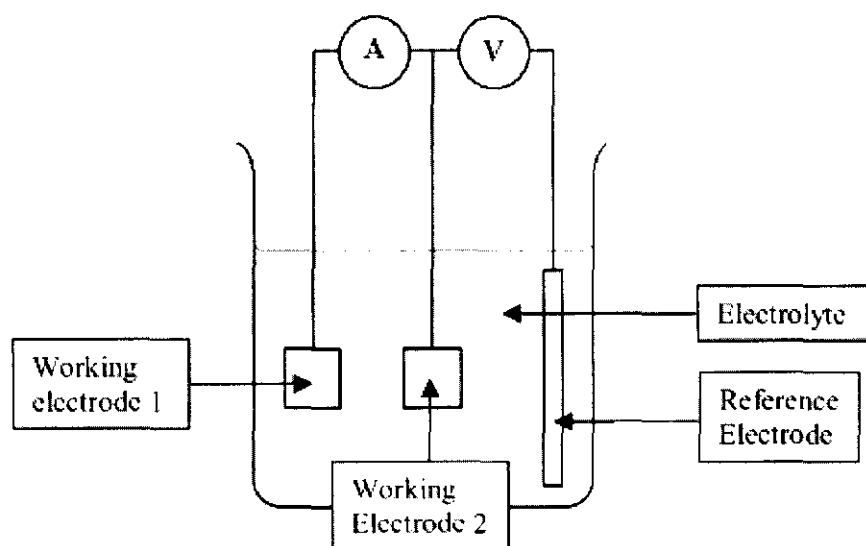 A
V
Electrolyte
Working
electrode 1
Reference
Electrode
Working
Electrode 2